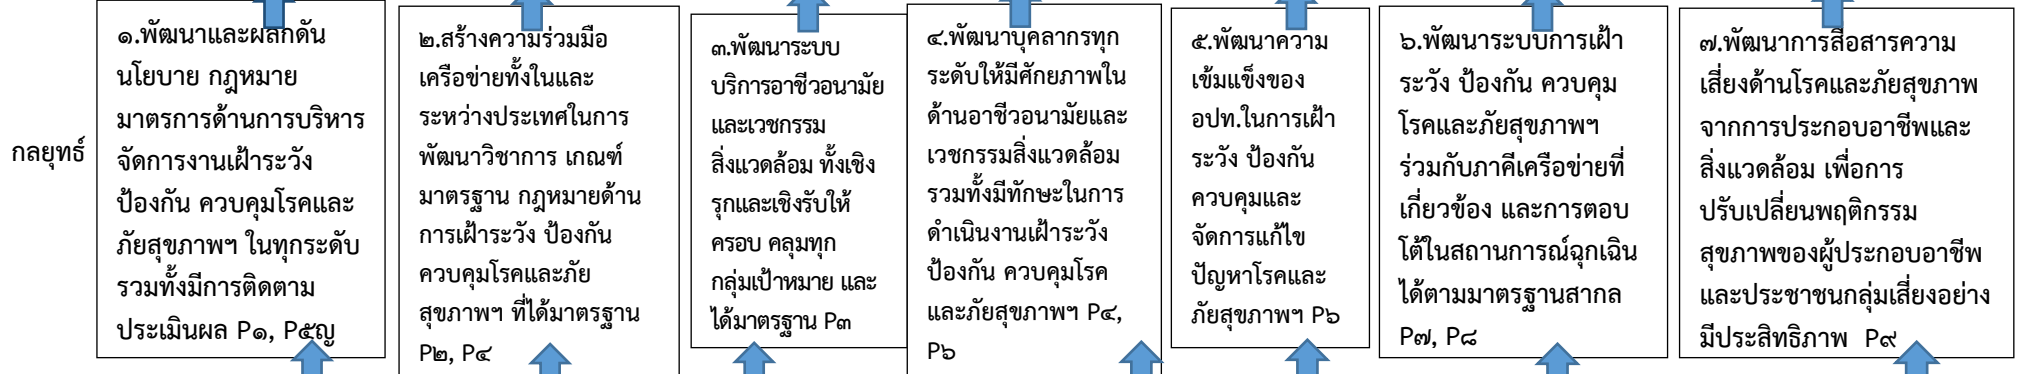 กลยุทธ์
๑.พัฒนาและผลักดัน
นโยบาย กฎหมาย
มาตรการด้านการบริหาร
จัดการงานเฝ้าระวัง
ป้องกัน ควบคุมโรคและ
ภัยสุขภาพฯ ในทุกระดับ
รวมทั้งมีการติดตาม
ประเมินผล P๑, P๕ญ
๒.สร้างความร่วมมือ
เครือข่ายทั้งในและ
ระหว่างประเทศในการ
พัฒนาวิชาการ เกณฑ์
มาตรฐาน กฎหมายด้าน
การเฝ้าระวัง ป้องกัน
ควบคุมโรคและภัย
สุขภาพฯ ที่ได้มาตรฐาน
P๒, P๔
๓.พัฒนาระบบ
บริการอาชีวอนามัย
และเวชกรรม
สิ่งแวดล้อม ทั้งเชิง
รุกและเชิงรับให้
ครอบ คลุมทุก
กลุ่มเป้าหมาย และ
ได้มาตรฐาน P๓
๔.พัฒนาบุคลากรทุก
ระดับให้มีศักยภาพใน
ด้านอาชีวอนามัยและ
เวชกรรมสิ่งแวดล้อม
รวมทั้งมีทักษะในการ
ดำเนินงานเฝ้าระวัง
ป้องกัน ควบคุมโรค
และภัยสุขภาพฯ P๔,
P๖
๕.พัฒนาความ
เข้มแข็งของ
อปท.ในการเฝ้า
ระวัง ป้องกัน
ควบคุมและ
จัดการแก้ไข
ปัญหาโรคและ
ภัยสุขภาพฯ P๖
๖.พัฒนาระบบการเฝ้า
ระวัง ป้องกัน ควบคุม
โรคและภัยสุขภาพฯ
ร่วมกับภาคีเครือข่ายที่
เกี่ยวข้อง และการตอบ
โต้ในสถานการณ์ฉุกเฉิน
ได้ตามมาตรฐานสากล
P๗, P๘
๗.พัฒนาการสื่อสารความ
เสี่ยงด้านโรคและภัยสุขภาพ
จากการประกอบอาชีพและ
สิ่งแวดล้อม เพื่อการ
ปรับเปลี่ยนพฤติกรรม
สุขภาพของผู้ประกอบอาชีพ
และประชาชนกลุ่มเสี่ยงอย่าง
มีประสิทธิภาพ P๙